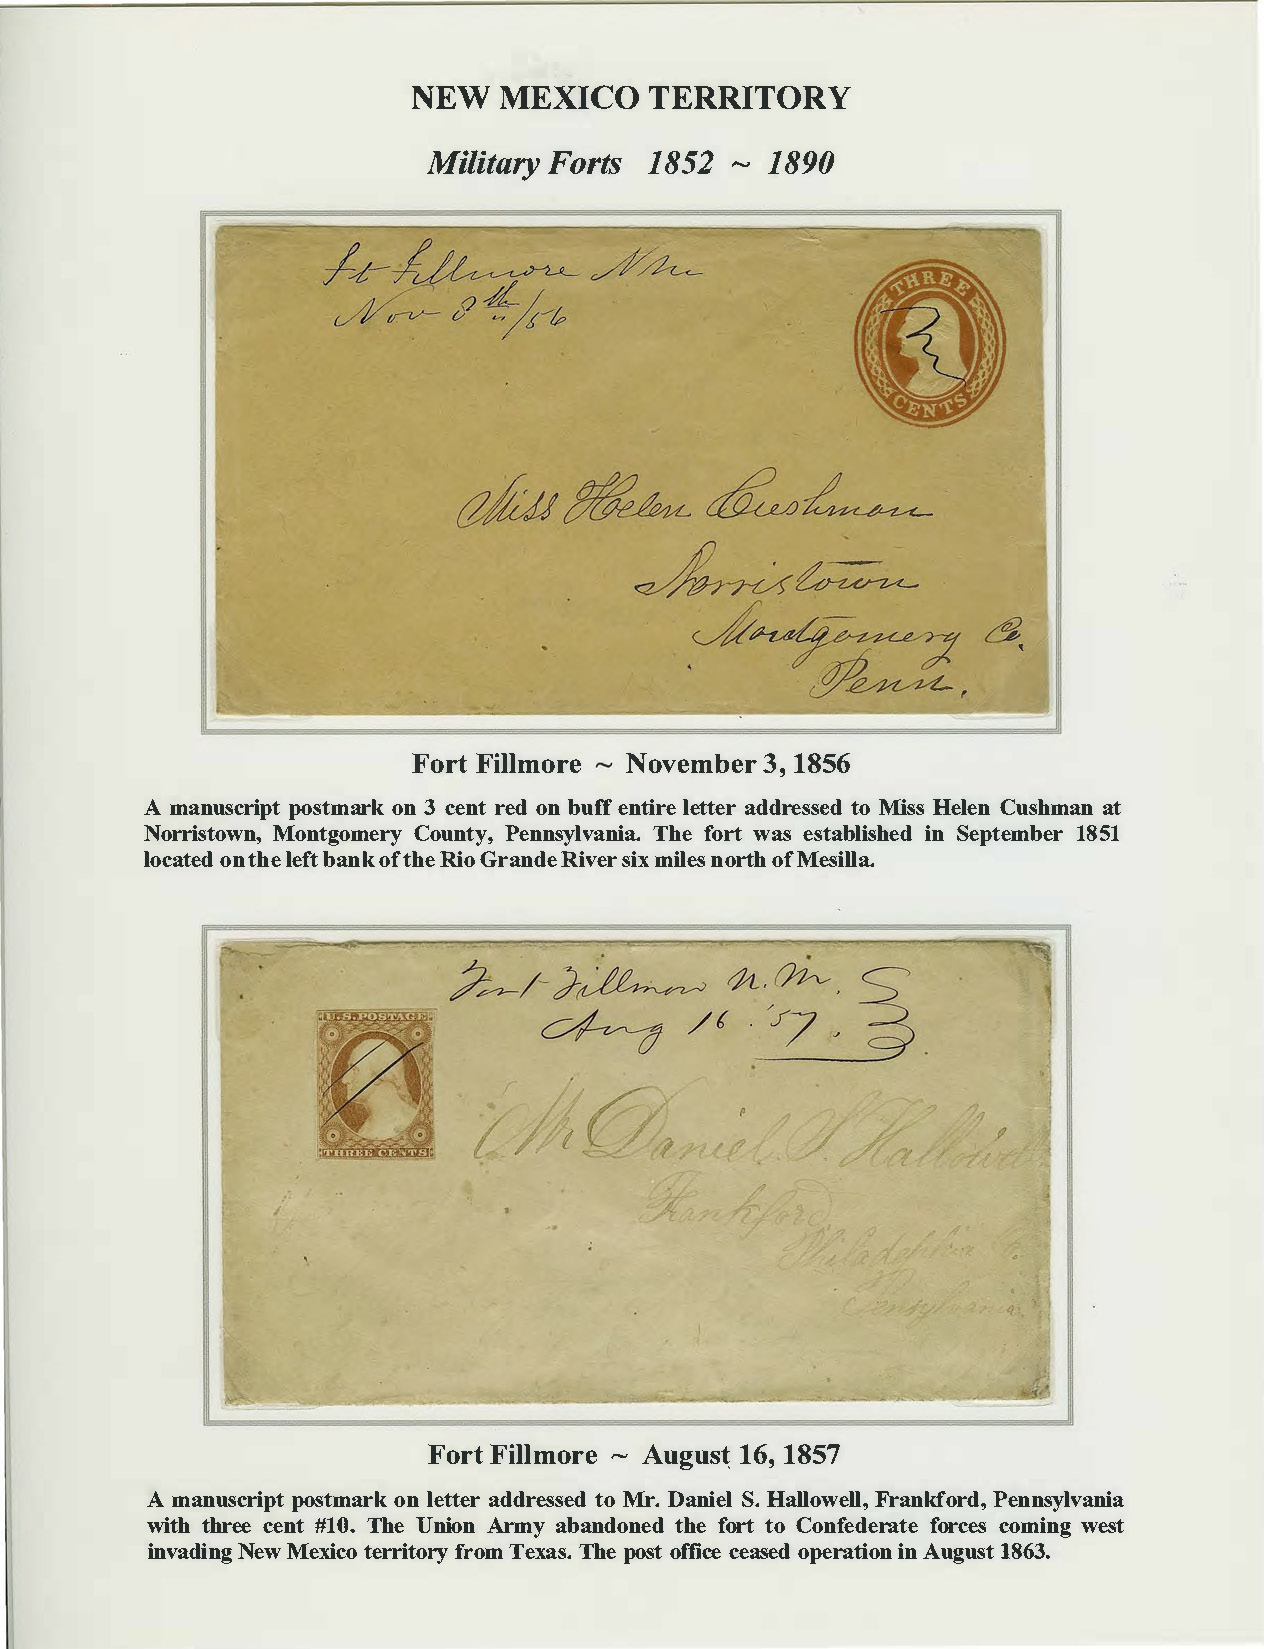 NEW MEXICO TERRITORY
Military Forts 1852 ~ 1890
Ft Fillmore N M
Nov 3th/56
THREE
CENTS
Miss Helen Cushman
Norristown
Montgomery Co.
Penn.
Fort Fillmore ~ November 3, 1856
A manuscript postmark on 3 cent red on buff entire letter addressed to Miss Helen Cushman at
Norristown, Montgomery County, Pennsylvania. The fort was established in September 1851
located on the left bank of the Rio Grande River six miles north of Mesilla.
Fort Fillmore N. M.
Aug 16. '57.
U.S. POSTAGE
THREE CENTS
Mr Daniel S. Hallowell
Frankford
Philadelphia Co.
Pensylvania
Fort Fillmore ~ August 16, 1857
A manuscript postmark on letter addressed to Mr. Daniel S. Hallowell, Frankford, Pennsylvania
with three cent #10. The Union Army abandoned the fort to Confederate forces coming west
invading New Mexico territory from Texas. The post office ceased operation in August 1863.